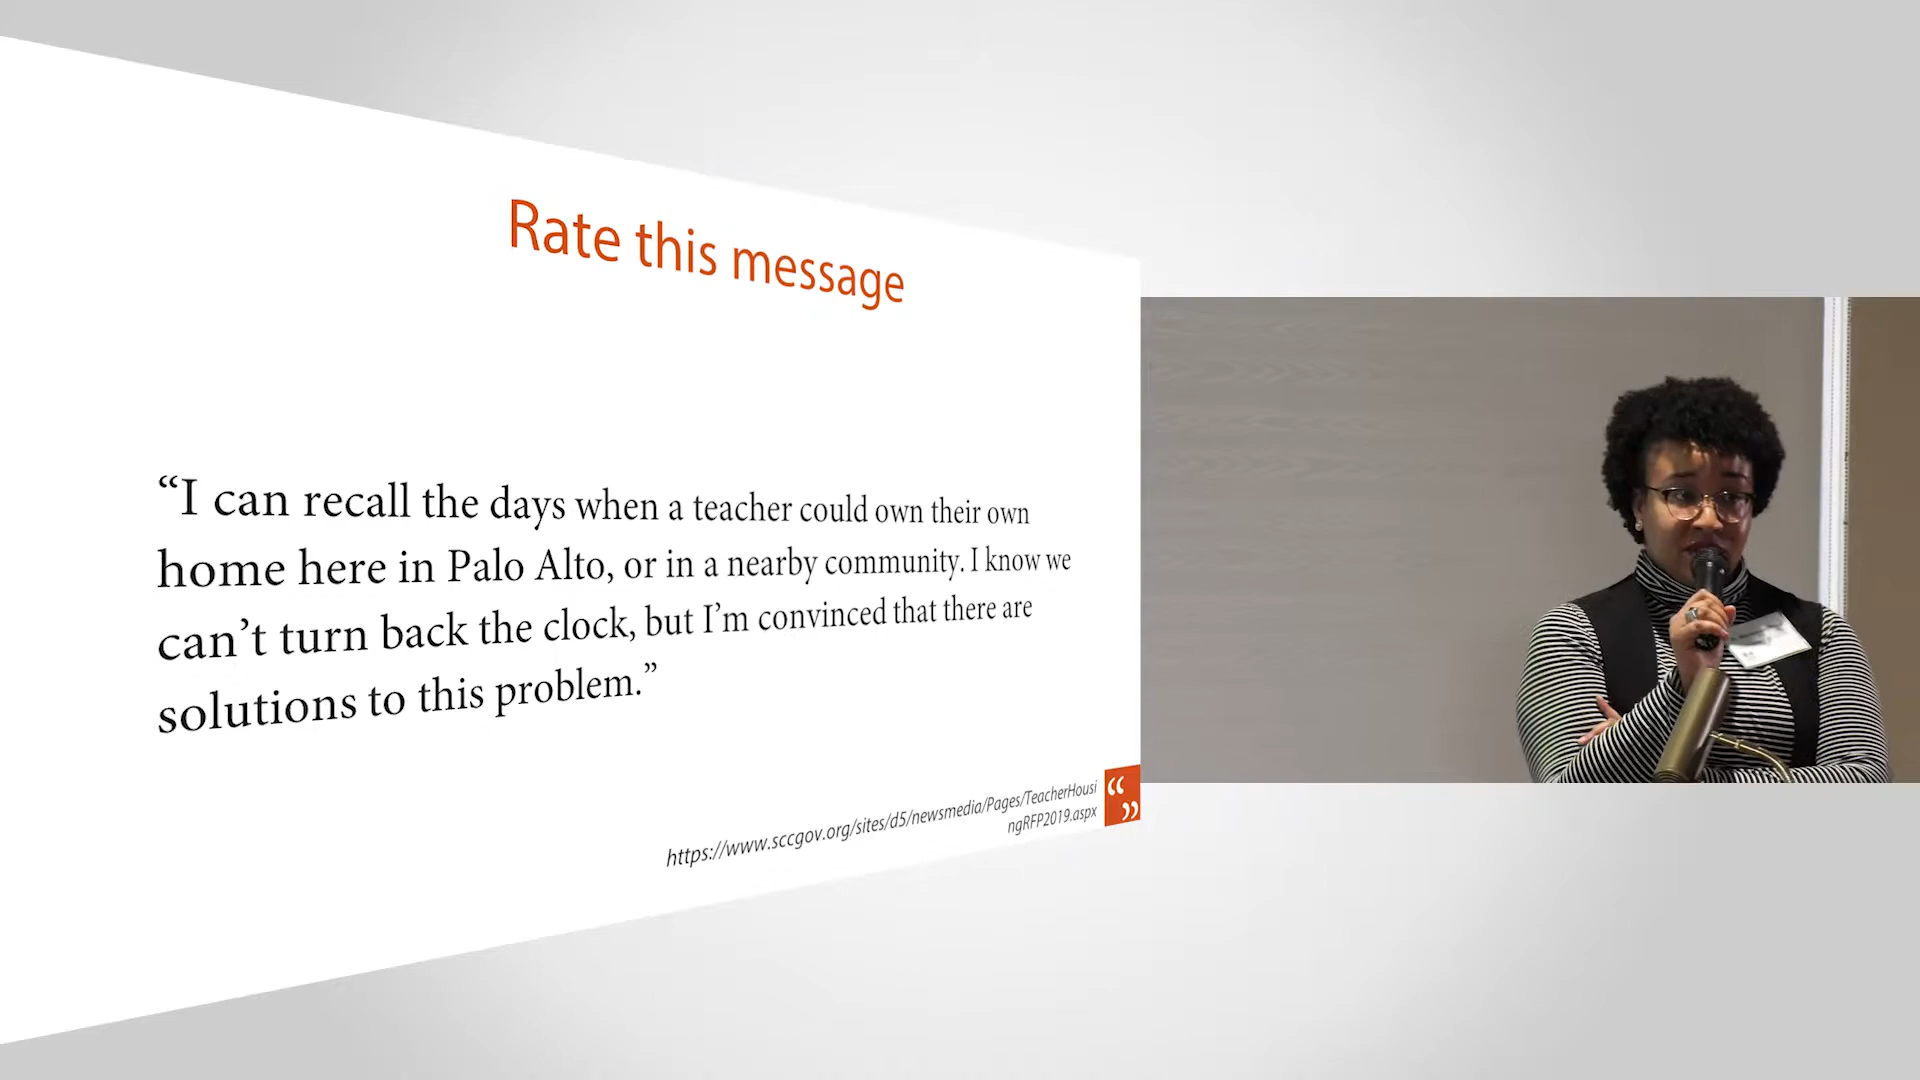 Rate this message
“I can recall the days when a teacher could own their own
home here in Palo Alto, or in a nearby community. I know we
can’t turn back the clock, but I’m convinced that there are
solutions to this problem.”
https://www.sccgov.org/sites/d5/newsmedia/Pages/TeacherHousi
ngRFP2019.aspx